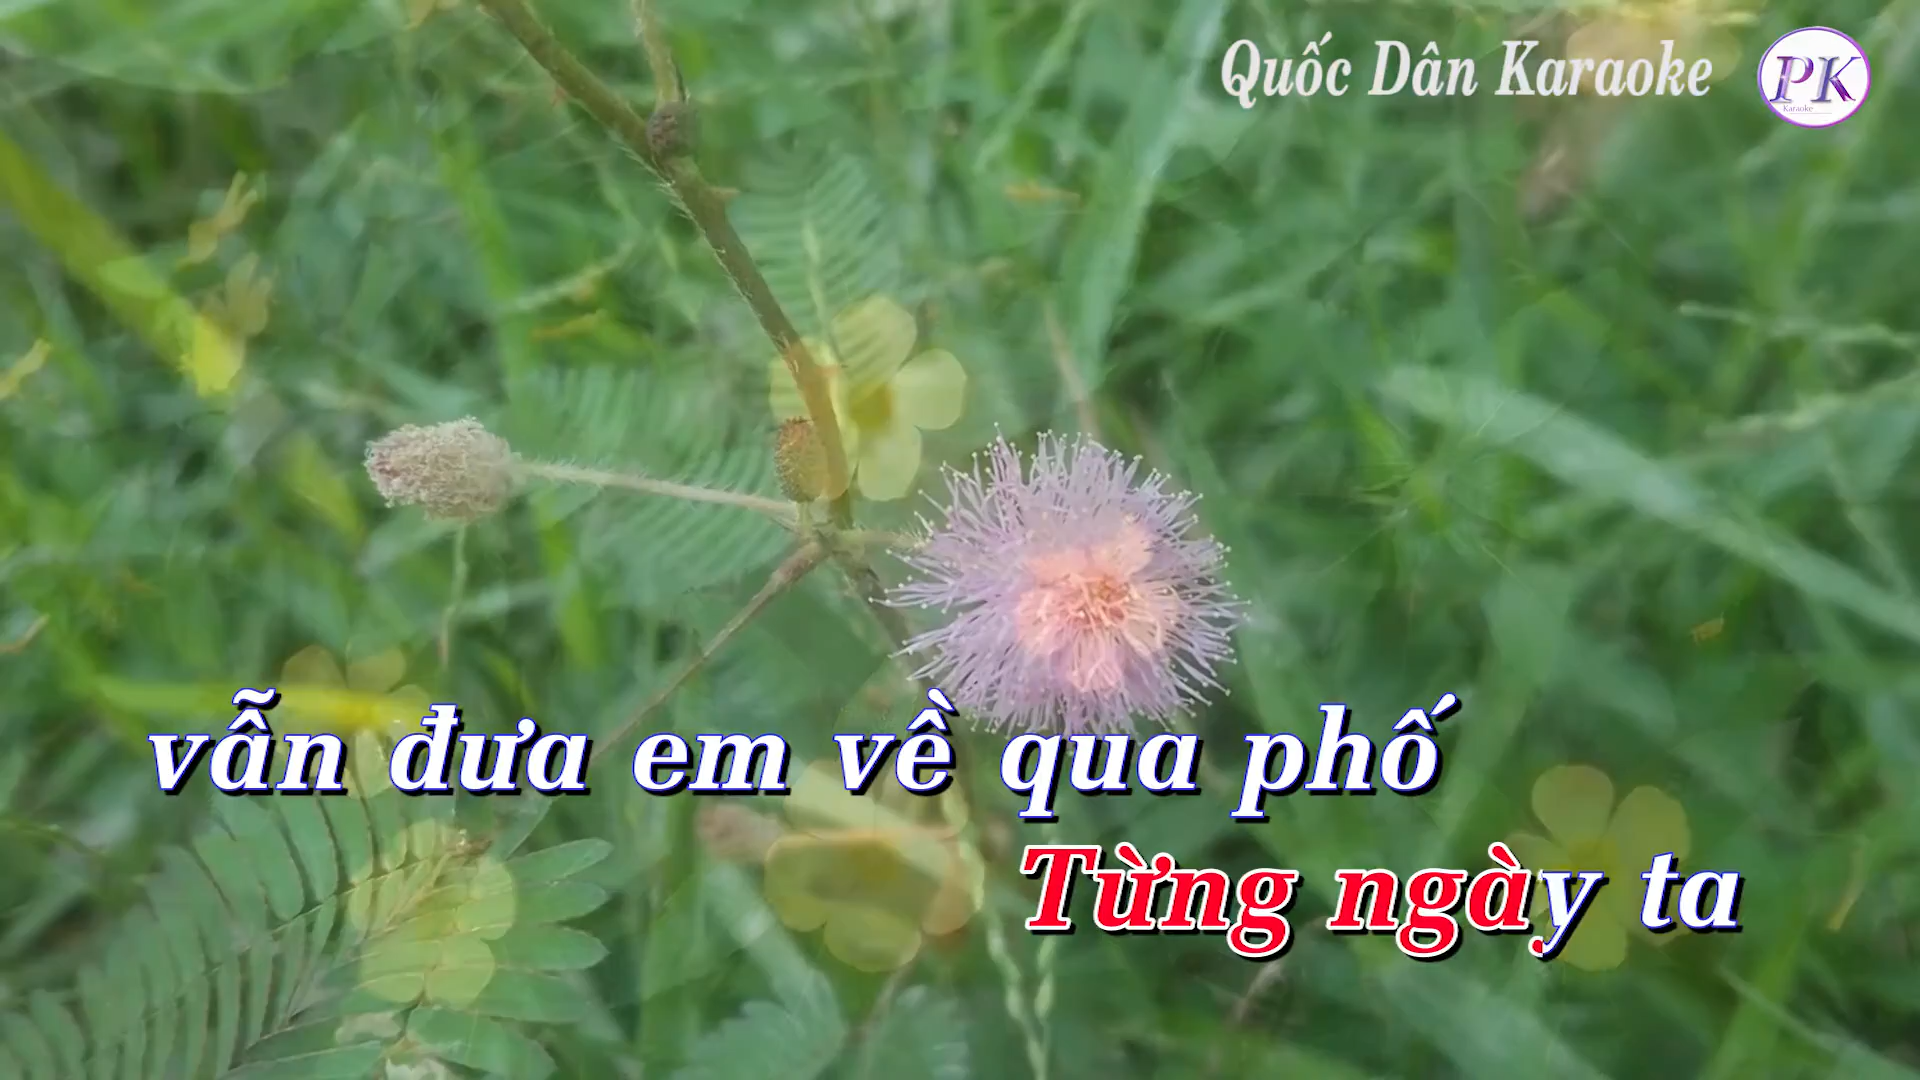 Quốc Dân Karaoke
PK
Karaoke
vẫn đưa em về qua phố
Từng ngày ta